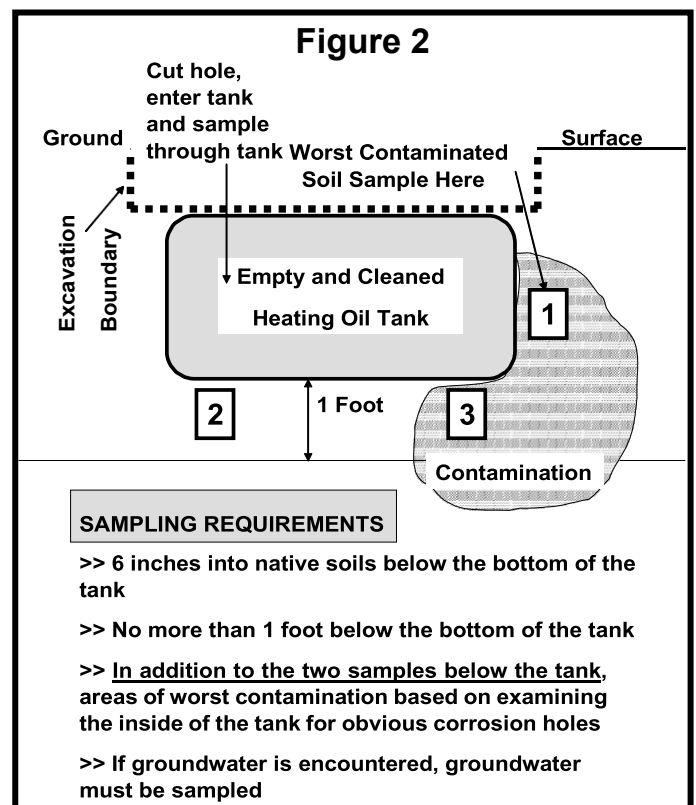 Figure 2
Cut hole,
enter tank
and sample
through tank
Ground
Worst Contaminated
Soil Sample Here
Surface
Excavation
Boundary
Empty and Cleaned
Heating Oil Tank
1
2
1 Foot
3
Contamination
SAMPLING REQUIREMENTS
>> 6 inches into native soils below the bottom of the
tank
>> No more than 1 foot below the bottom of the tank
>> In addition to the two samples below the tank,
areas of worst contamination based on examining
the inside of the tank for obvious corrosion holes
>> If groundwater is encountered, groundwater
must be sampled